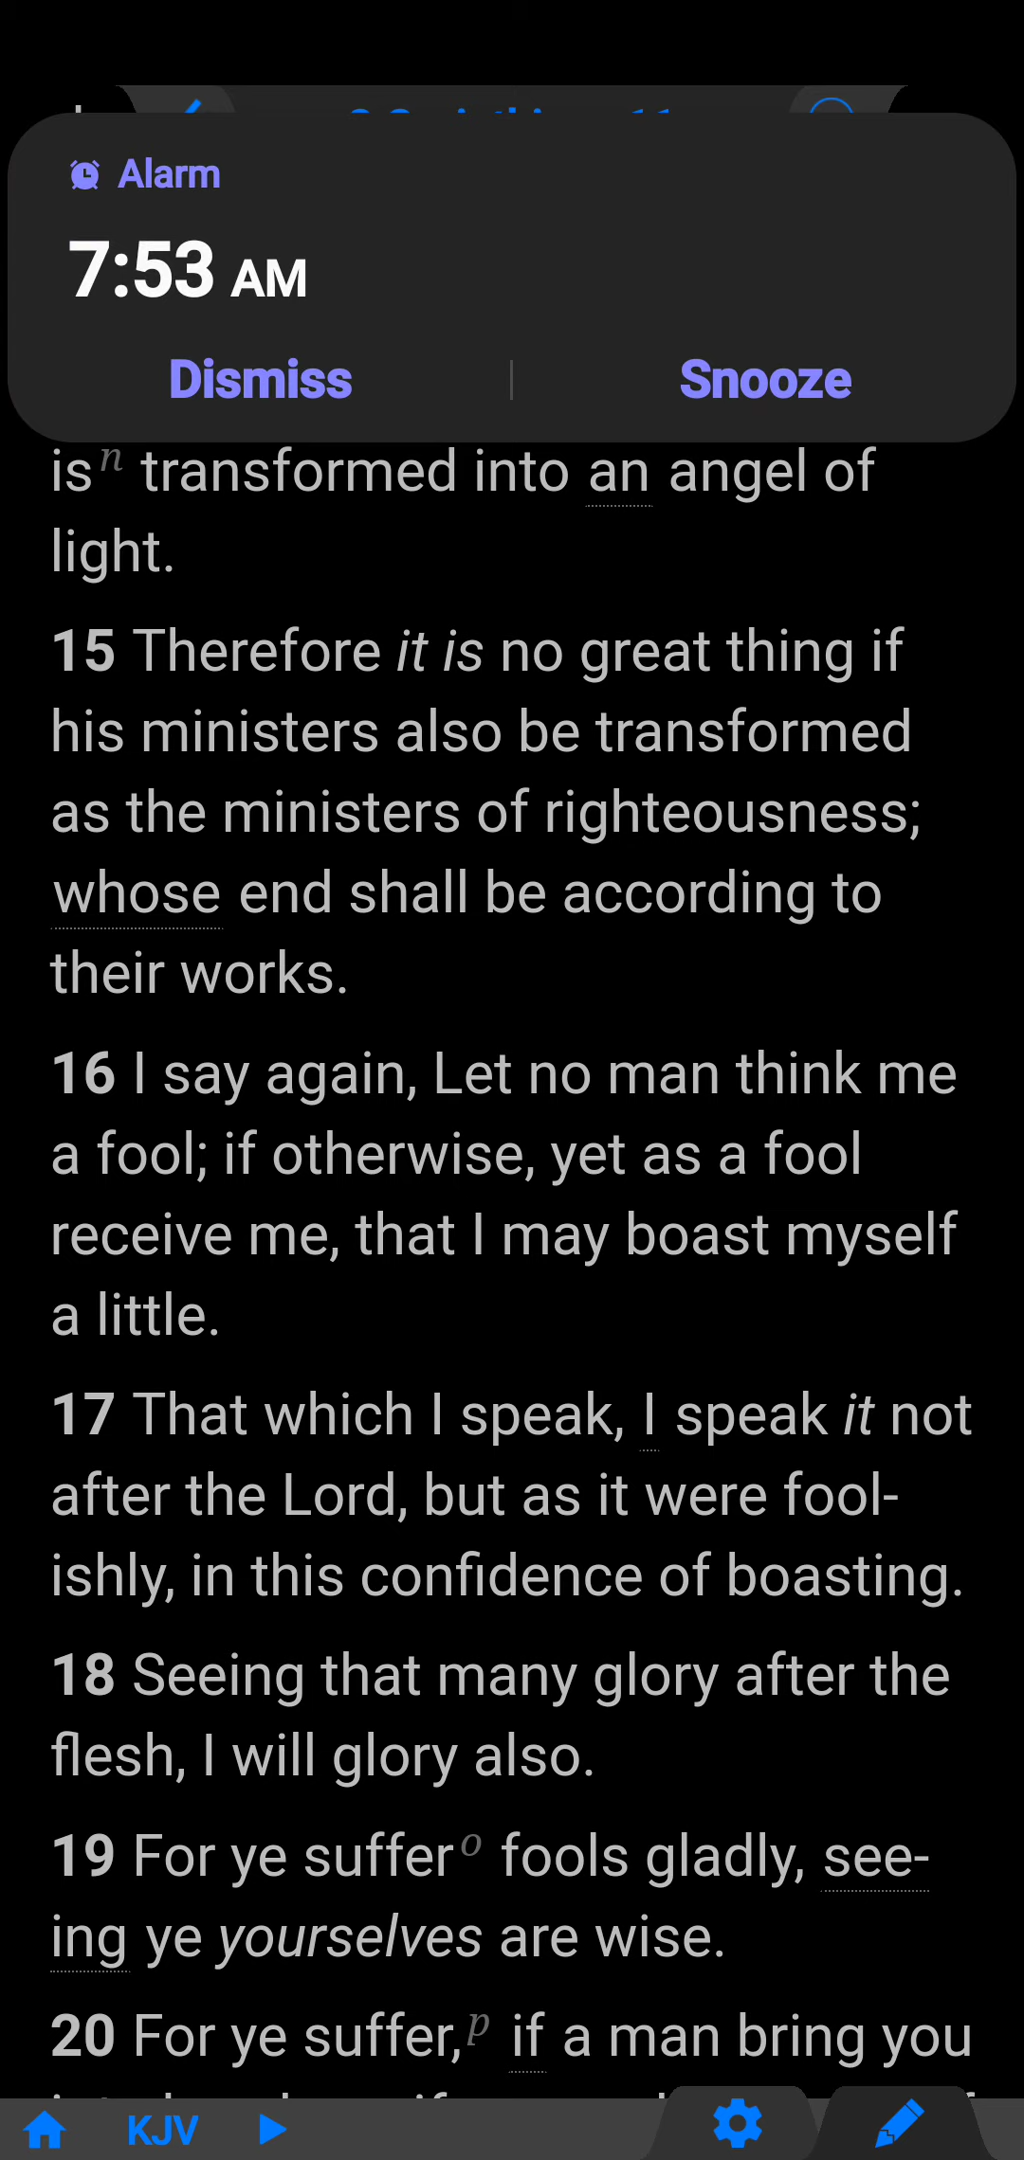 Alarm
7:53 AM
Dismiss
Snooze
isⁿ transformed into an angel of
light.
15 Therefore it is no great thing if
his ministers also be transformed
as the ministers of righteousness;
whose end shall be according to
their works.
16 I say again, Let no man think me
a fool; if otherwise, yet as a fool
receive me, that I may boast myself
a little.
17 That which I speak, I speak it not
after the Lord, but as it were fool-
ishly, in this confidence of boasting.
18 Seeing that many glory after the
flesh, I will glory also.
19 For ye sufferᵒ fools gladly, see-
ing ye yourselves are wise.
20 For ye suffer,ᵖ if a man bring you
KJV